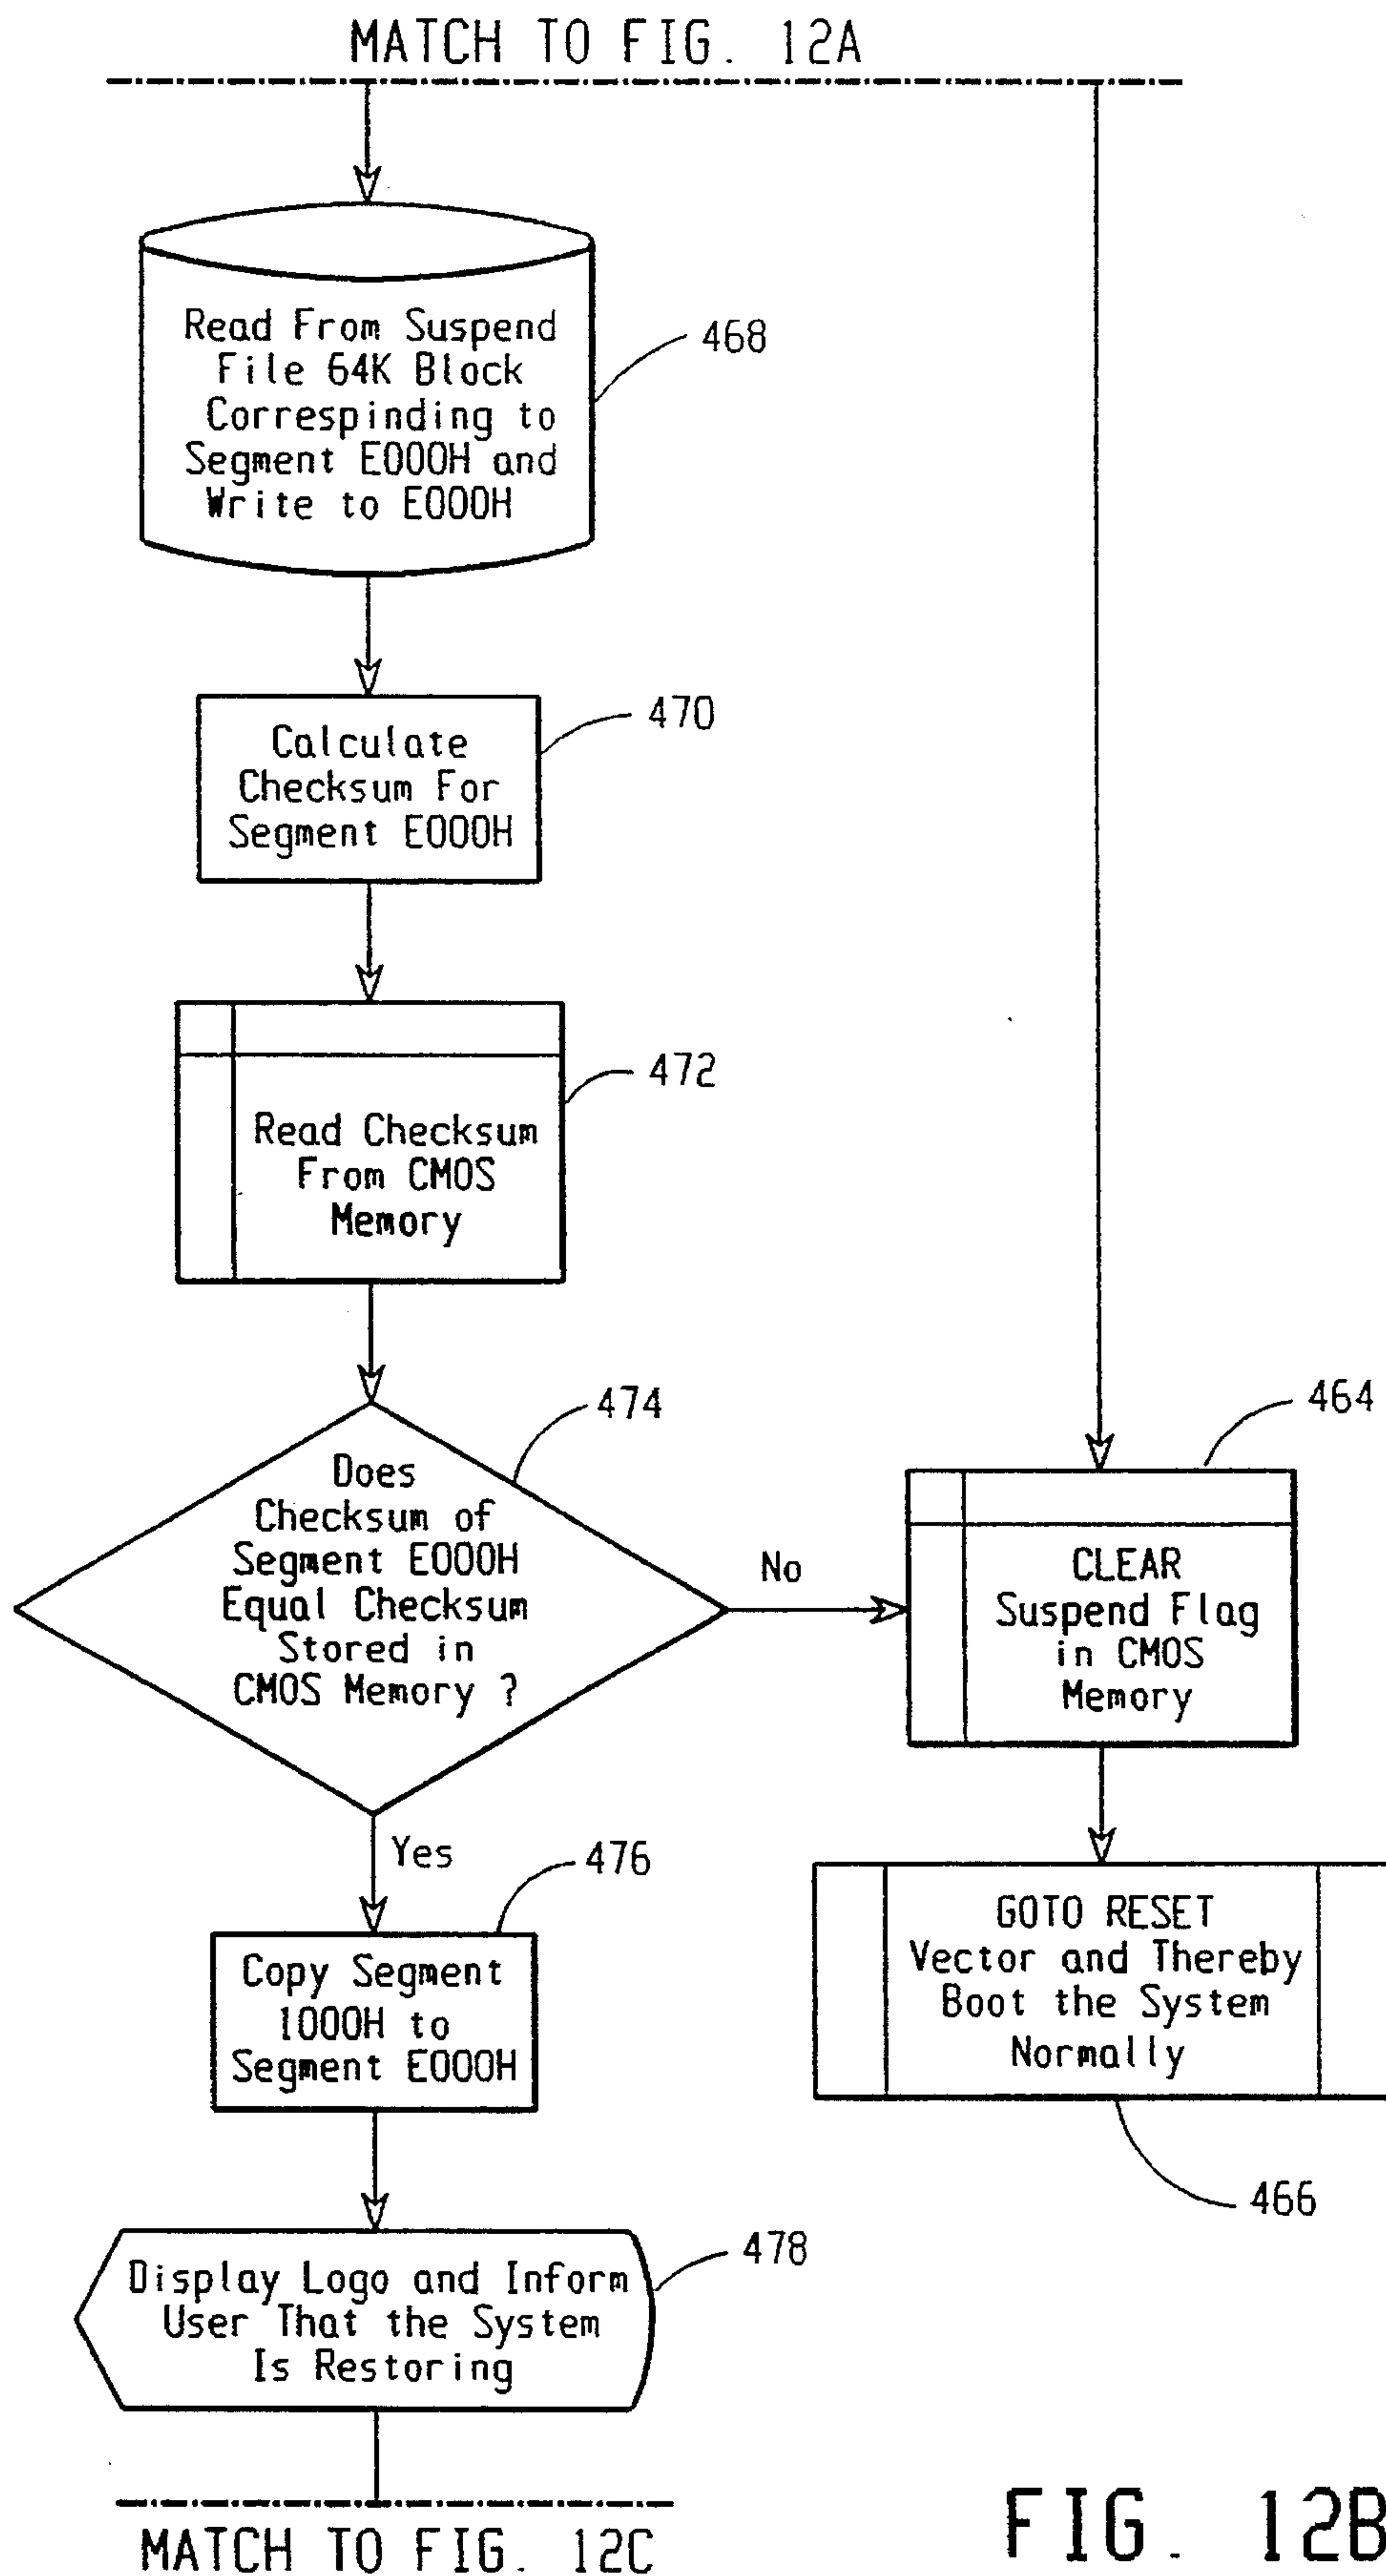 MATCH TO FIG. 12A
Read From Suspend
File 64K Block
Correspinding to
Segment E000H and
Write to E000H
468
Calculate
Checksum For
Segment E000H
470
Read Checksum
From CMOS
Memory
472
Does
Checksum of
Segment E000H
Equal Checksum
Stored in
CMOS Memory ?
474
No
CLEAR
Suspend Flag
in CMOS
Memory
464
Yes
GOTO RESET
Vector and Thereby
Boot the System
Normally
466
Copy Segment
1000H to
Segment E000H
476
Display Logo and Inform
User That the System
Is Restoring
478
MATCH TO FIG. 12C
FIG. 12B